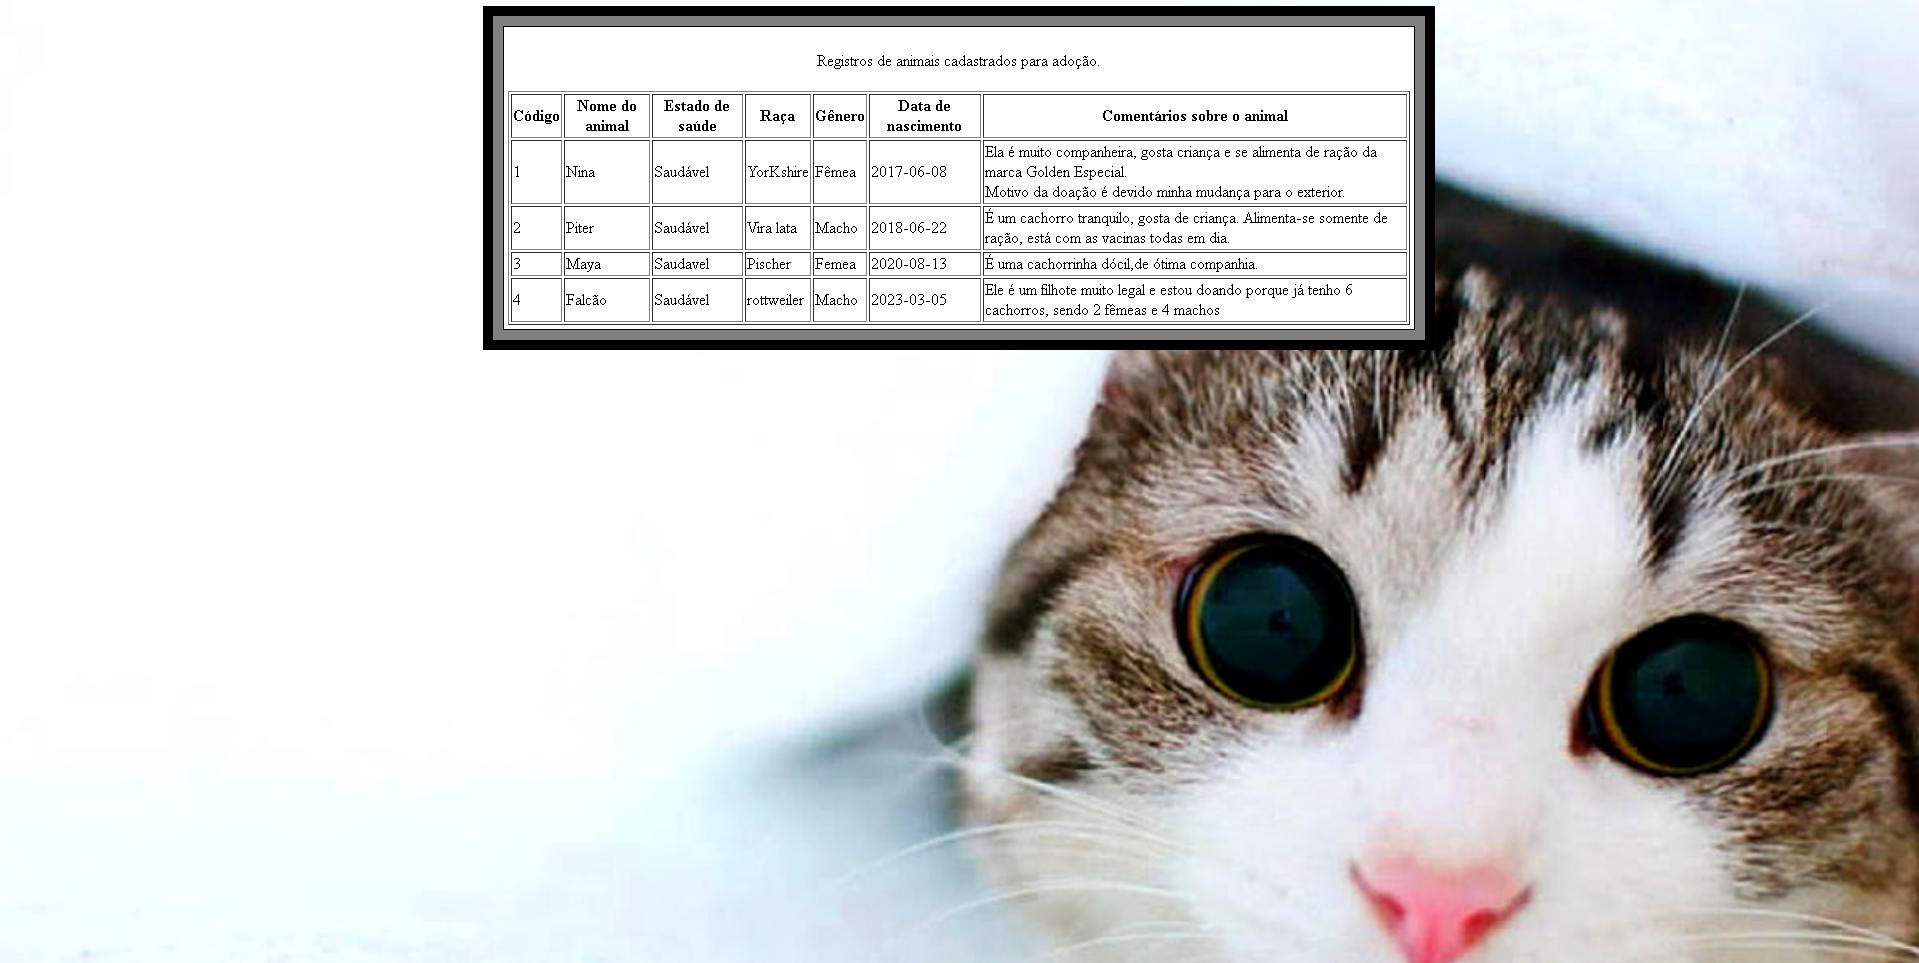 Registros de animais cadastrados para adoção.
Código Nome do animal Estado de saúde Raça Gênero Data de nascimento Comentários sobre o animal
1 Nina Saudável YorKshire Fêmea 2017-06-08 Ela é muito companheira, gosta criança e se alimenta de ração da
marca Golden Especial.
Motivo da doação é devido minha mudança para o exterior.
2 Piter Saudável Vira lata Macho 2018-06-22 É um cachorro tranquilo, gosta de criança. Alimenta-se somente de
ração, está com as vacinas todas em dia.
3 Maya Saudavel Pischer Femea 2020-08-13 É uma cachorrinha dócil,de ótima companhia.
4 Falcão Saudável rottweiler Macho 2023-03-05 Ele é um filhote muito legal e estou doando porque já tenho 6
cachorros, sendo 2 fêmeas e 4 machos